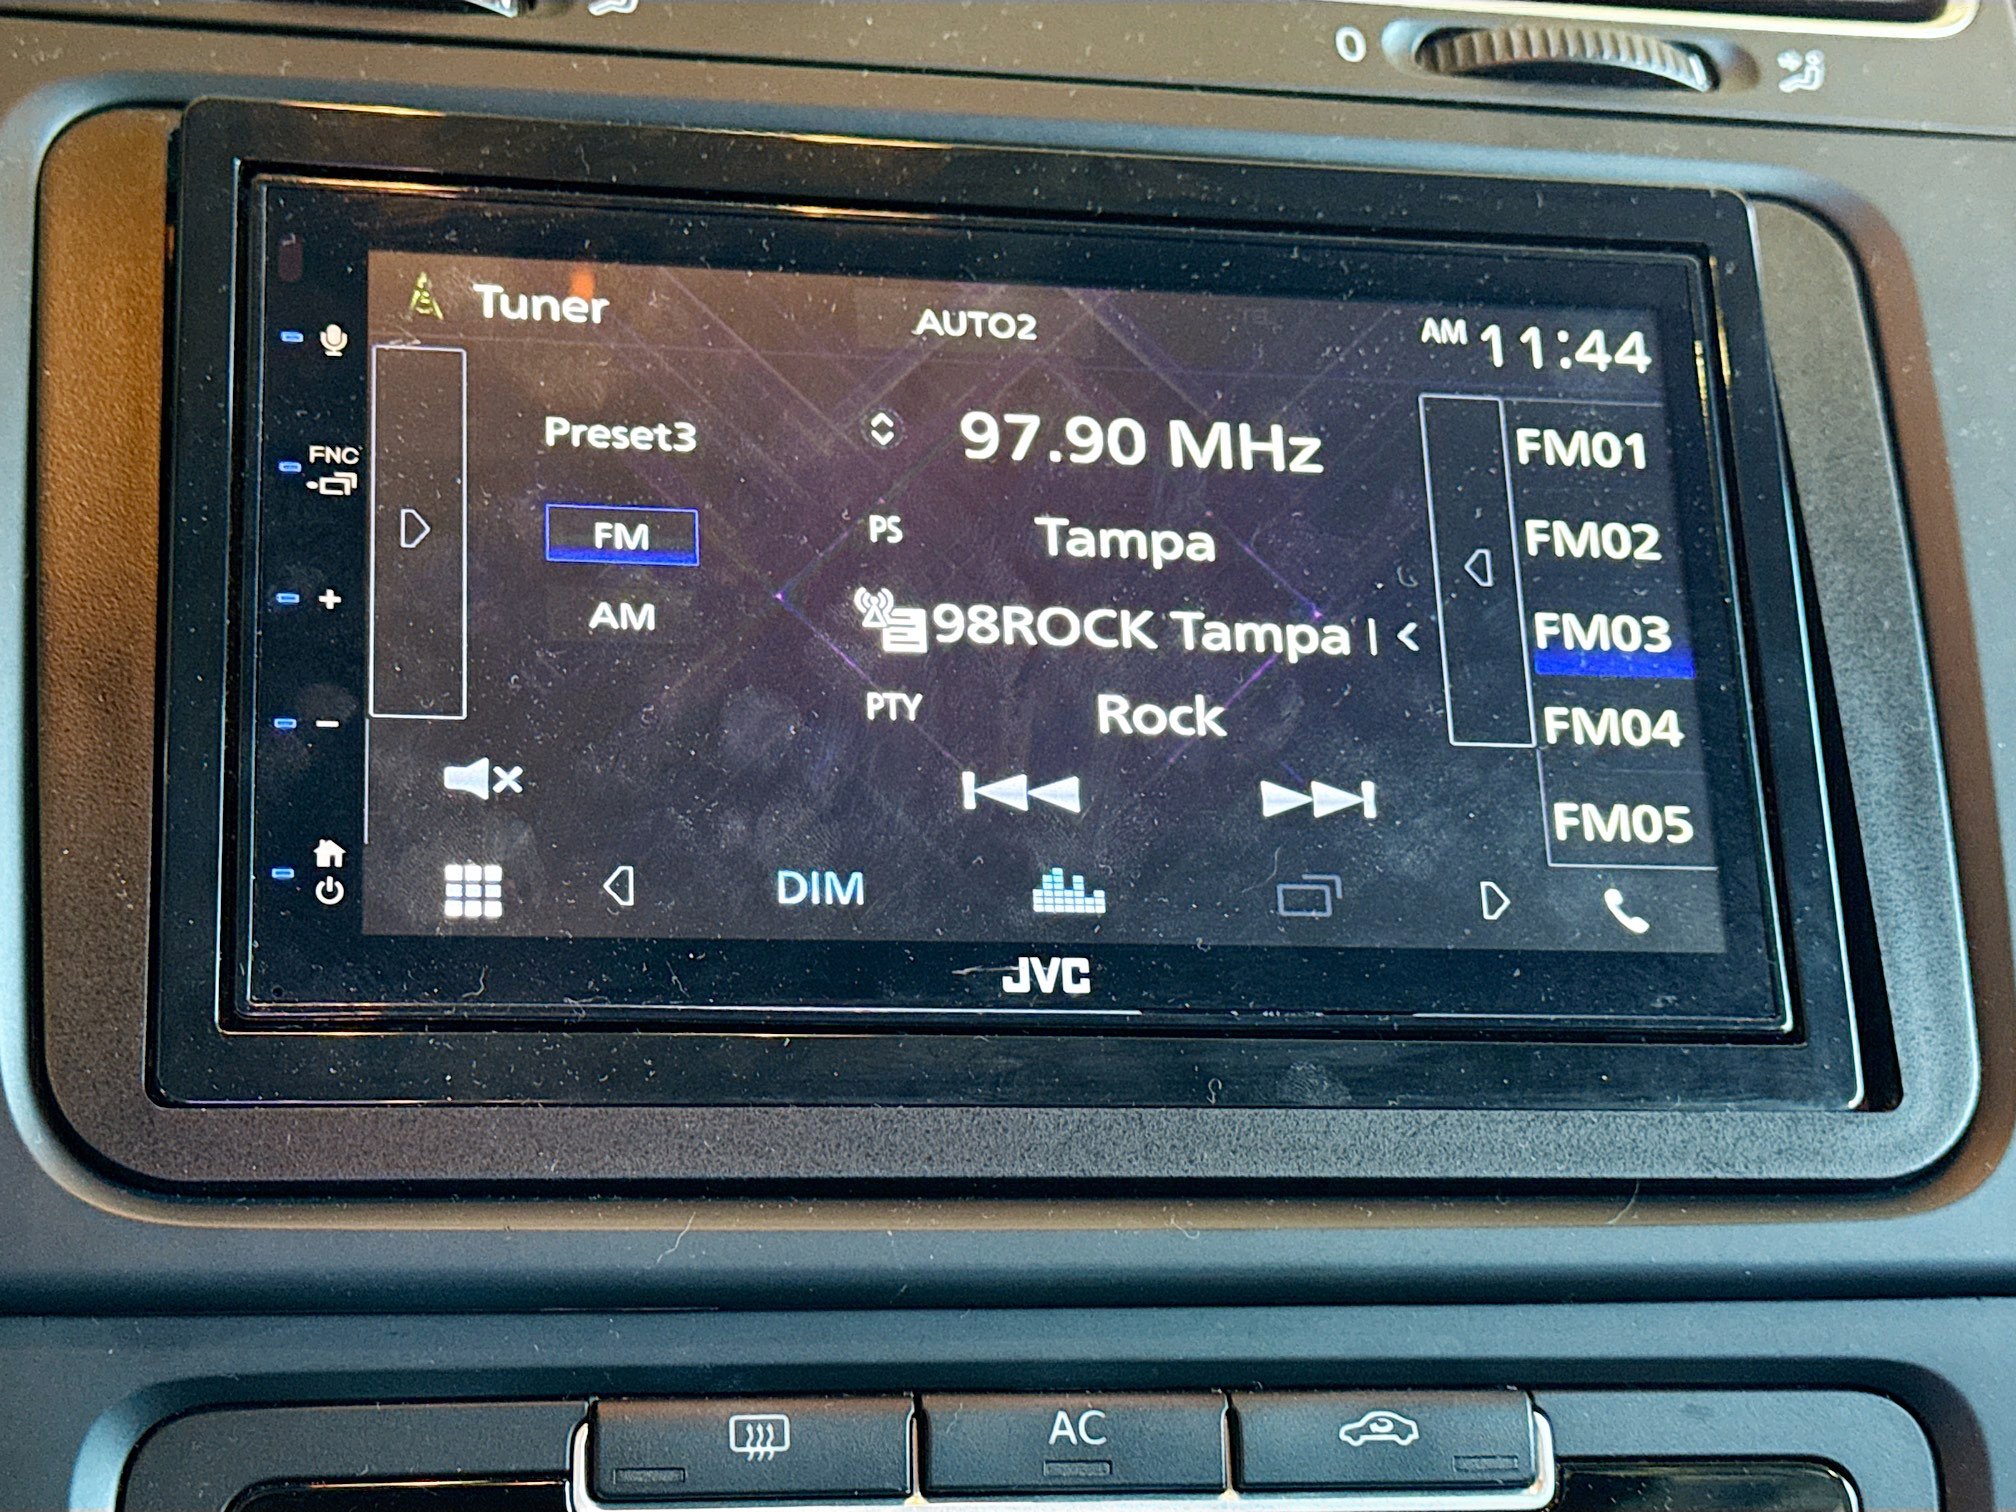 0
Tuner
AUTO2
AM 11:44
Preset3
97.90 MHz
FM01
FNC
FM
PS
Tampa
FM02
AM
98ROCK Tampa |
FM03
PTY
Rock
FM04
FM05
DIM
JVC
AC